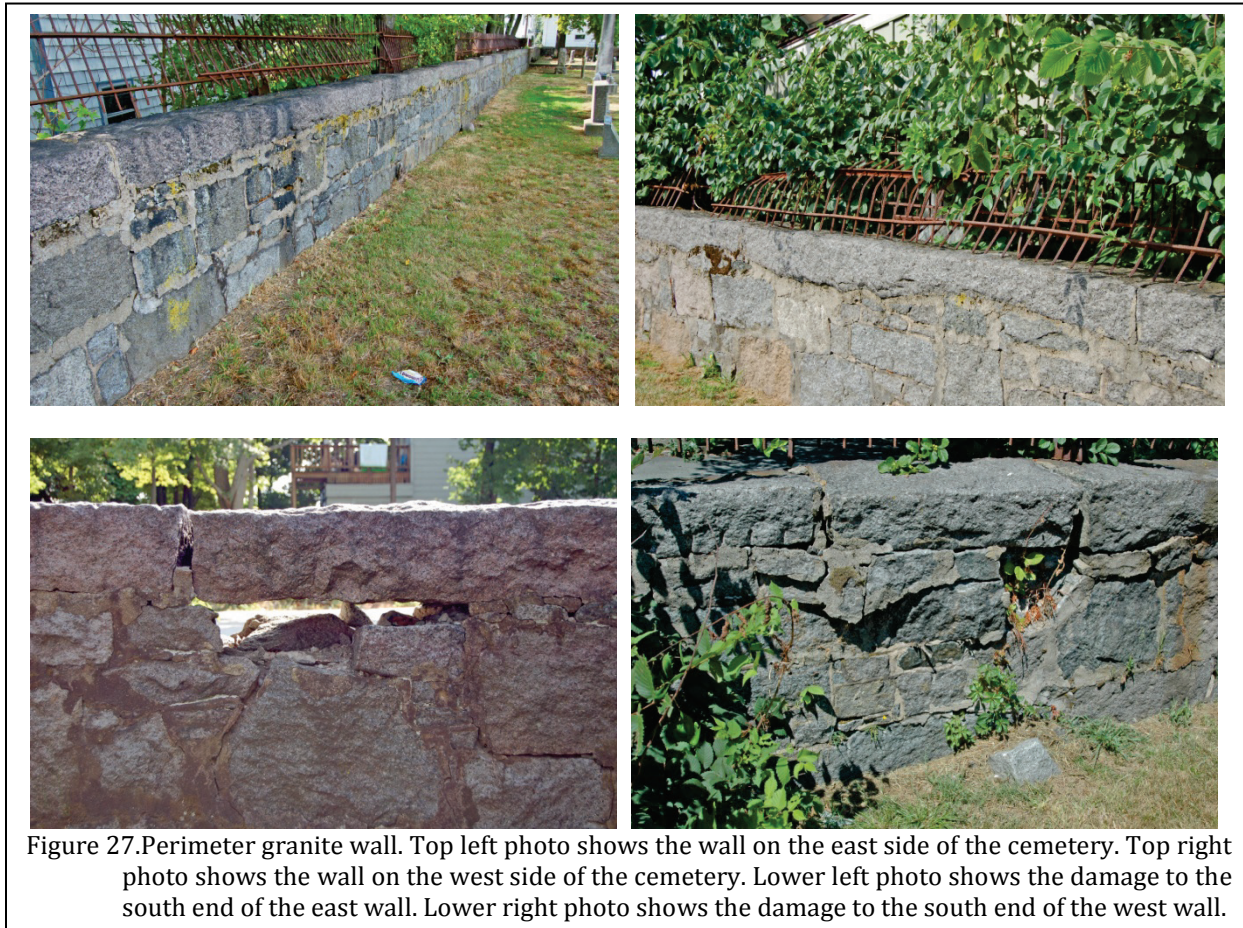 Figure 27.Perimeter granite wall. Top left photo shows the wall on the east side of the cemetery. Top right
photo shows the wall on the west side of the cemetery. Lower left photo shows the damage to the
south end of the east wall. Lower right photo shows the damage to the south end of the west wall.